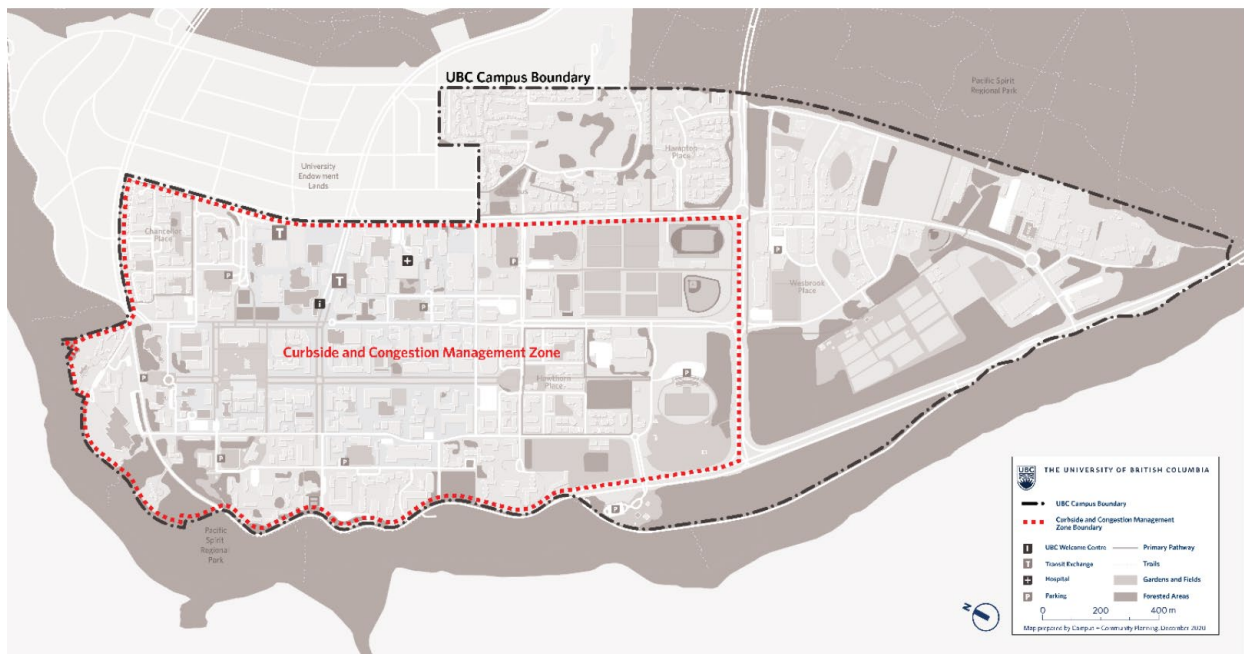 UBC Campus Boundary
Pacific Spirit
Regional Park
University
Endowment
Lands
Hampton
Place
Chancellor
Place
T
P
T
i
P
P
P
Wesbrook
Place
Curbside and Congestion Management Zone
Hawthorn
Place
P
P
P
P
P
Pacific
Spirit
Regional
Park
N
UBC
THE UNIVERSITY OF BRITISH COLUMBIA
UBC Campus Boundary
Curbside and Congestion Management
Zone Boundary
i UBC Welcome Centre
Primary Pathway
T Transit Exchange
Trails
Hospital
Gardens and Fields
P Parking
Forested Areas
0 200 400 m
Map prepared by Campus + Community Planning, December 2020